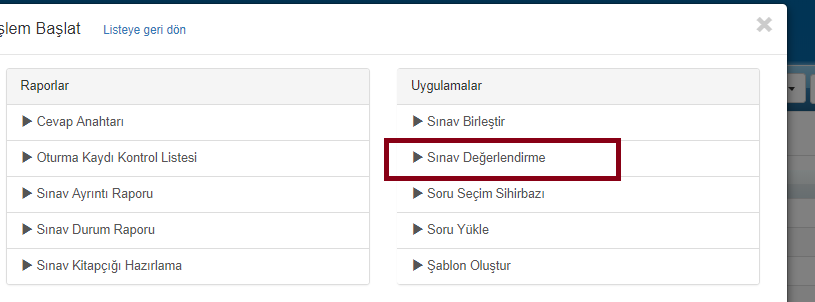 şlem Başlat Listeye geri dön
Raporlar
Cevap Anahtarı
Oturma Kaydı Kontrol Listesi
Sınav Ayrıntı Raporu
Sınav Durum Raporu
Sınav Kitapçığı Hazırlama
Uygulamalar
Sınav Birleştir
Sınav Değerlendirme
Soru Seçim Sihirbazı
Soru Yükle
Şablon Oluştur